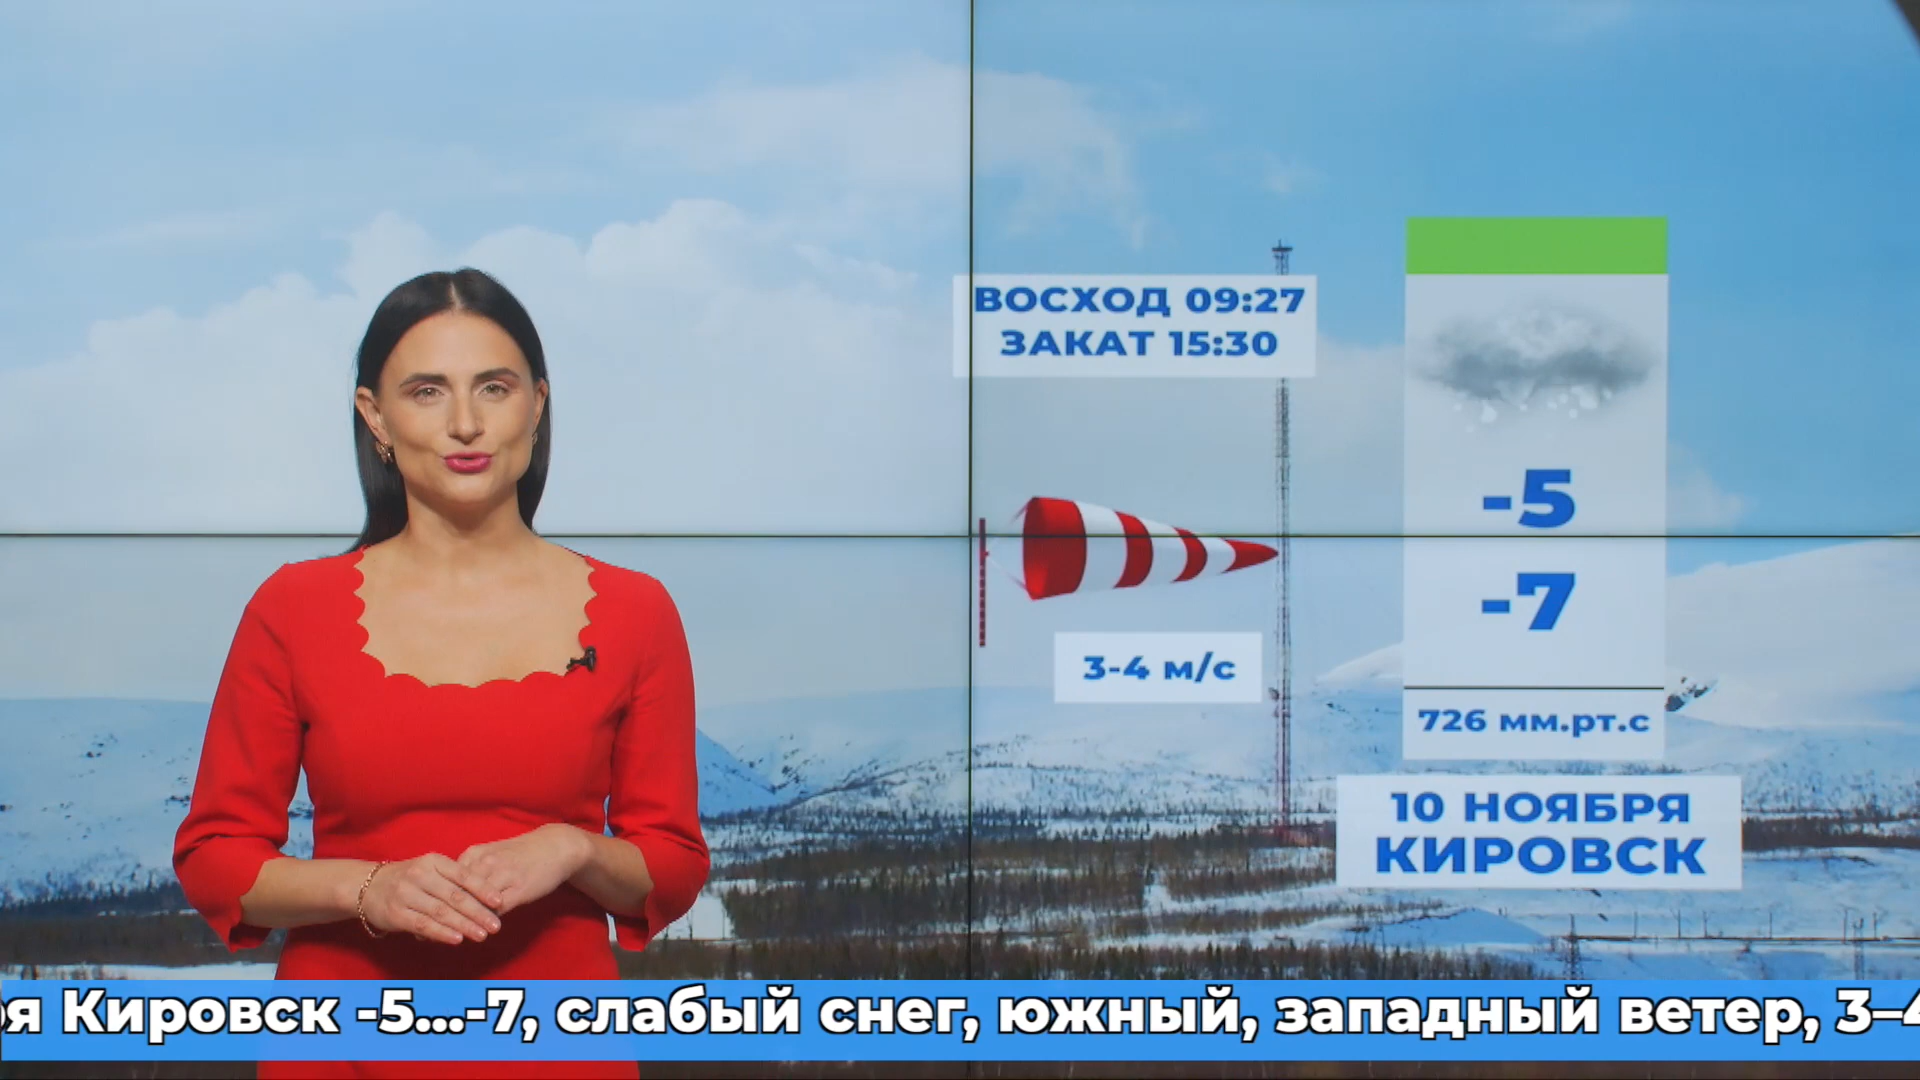 ВОСХОД 09:27
ЗАКАТ 15:30
-5
-7
3-4 м/с
726 мм.рт.с
10 НОЯБРЯ
КИРОВСК
я Кировск -5...-7, слабый снег, южный, западный ветер, 3–4